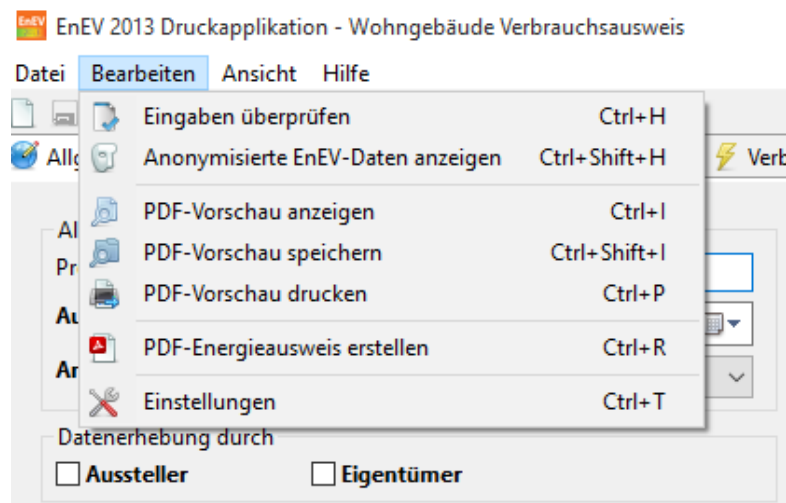 EnEV 2013 Druckapplikation - Wohngebäude Verbrauchsausweis
Datei Bearbeiten Ansicht Hilfe
Eingaben überprüfen Ctrl+H
Anonymisierte EnEV-Daten anzeigen Ctrl+Shift+H
PDF-Vorschau anzeigen Ctrl+I
PDF-Vorschau speichern Ctrl+Shift+I
PDF-Vorschau drucken Ctrl+P
PDF-Energieausweis erstellen Ctrl+R
Einstellungen Ctrl+T
Datenerhebung durch
Aussteller Eigentümer